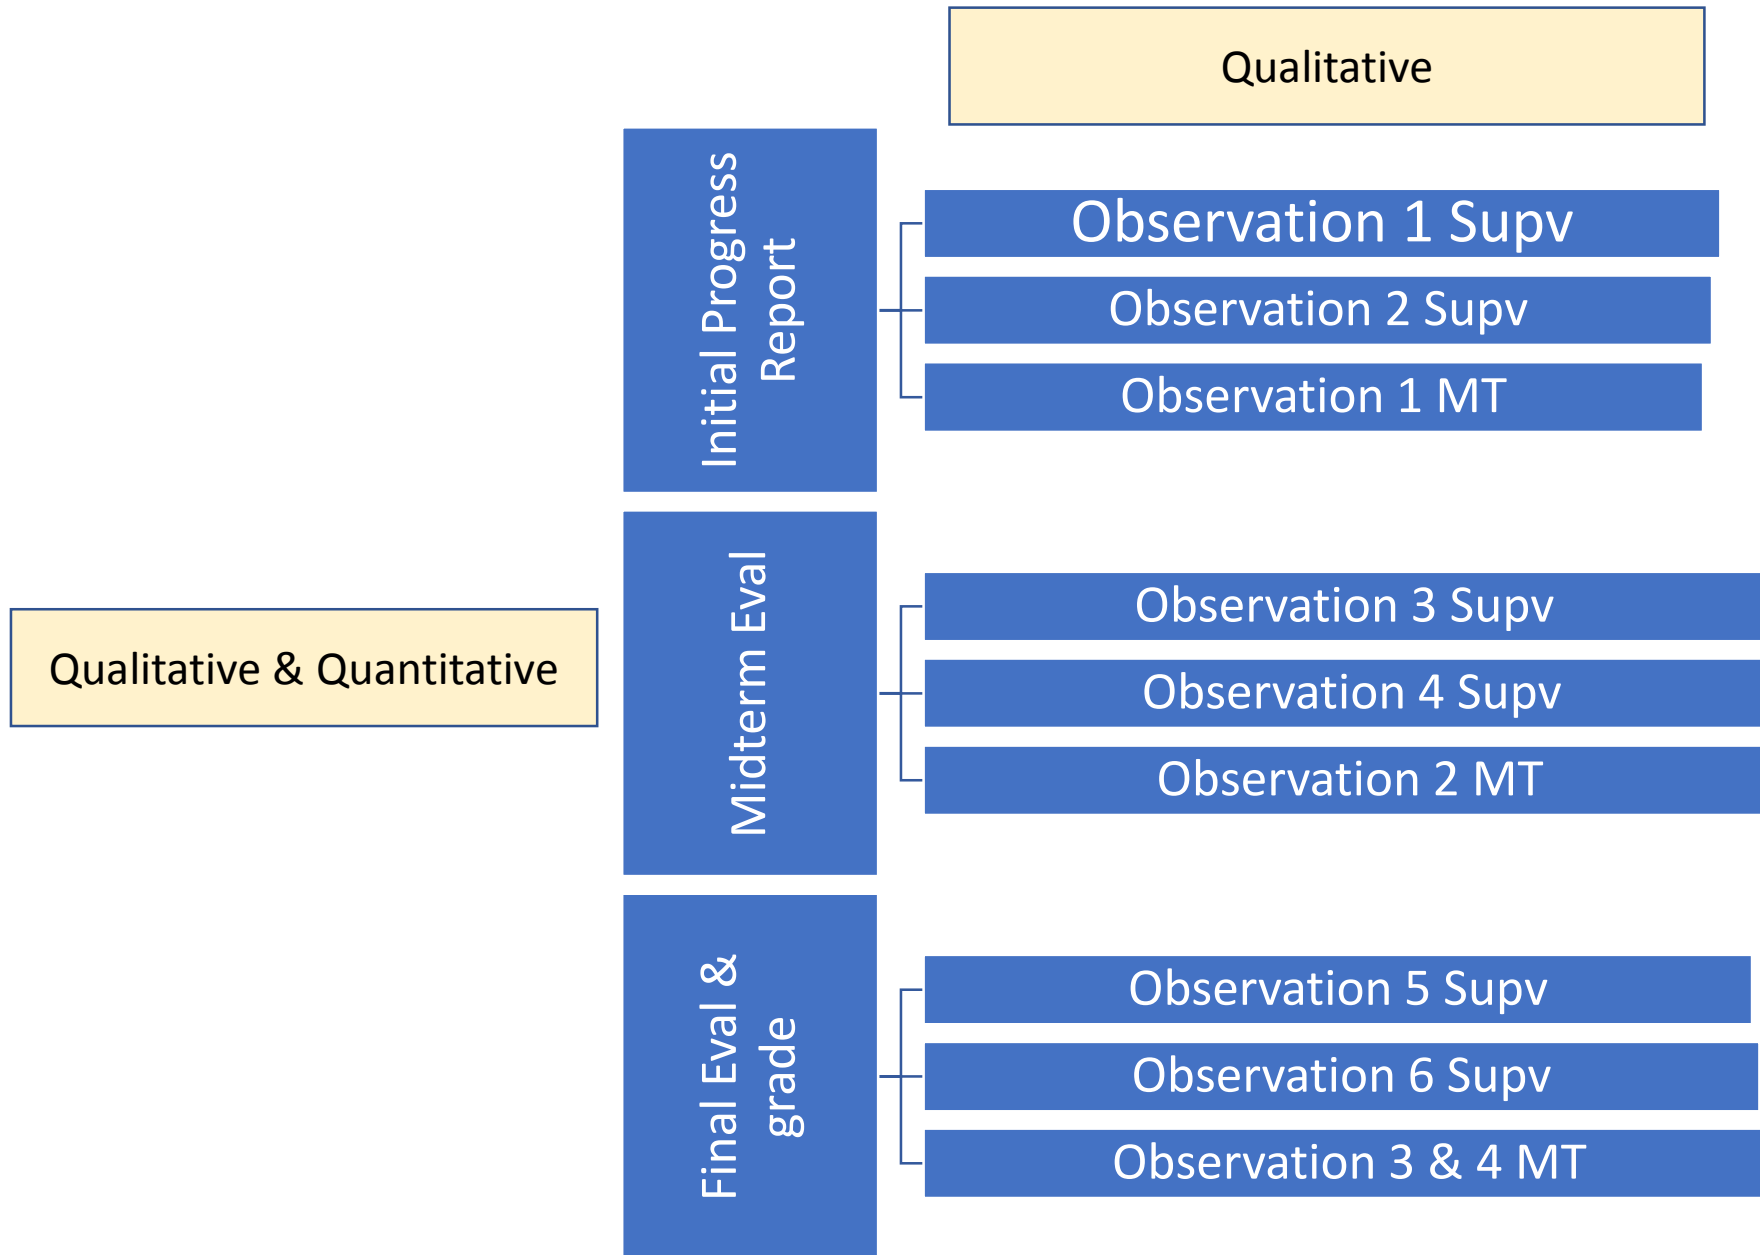 Qualitative
Initial Progress
Report
Observation 1 Supv
Observation 2 Supv
Observation 1 MT
Qualitative & Quantitative
Midterm Eval
Observation 3 Supv
Observation 4 Supv
Observation 2 MT
Final Eval &
grade
Observation 5 Supv
Observation 6 Supv
Observation 3 & 4 MT